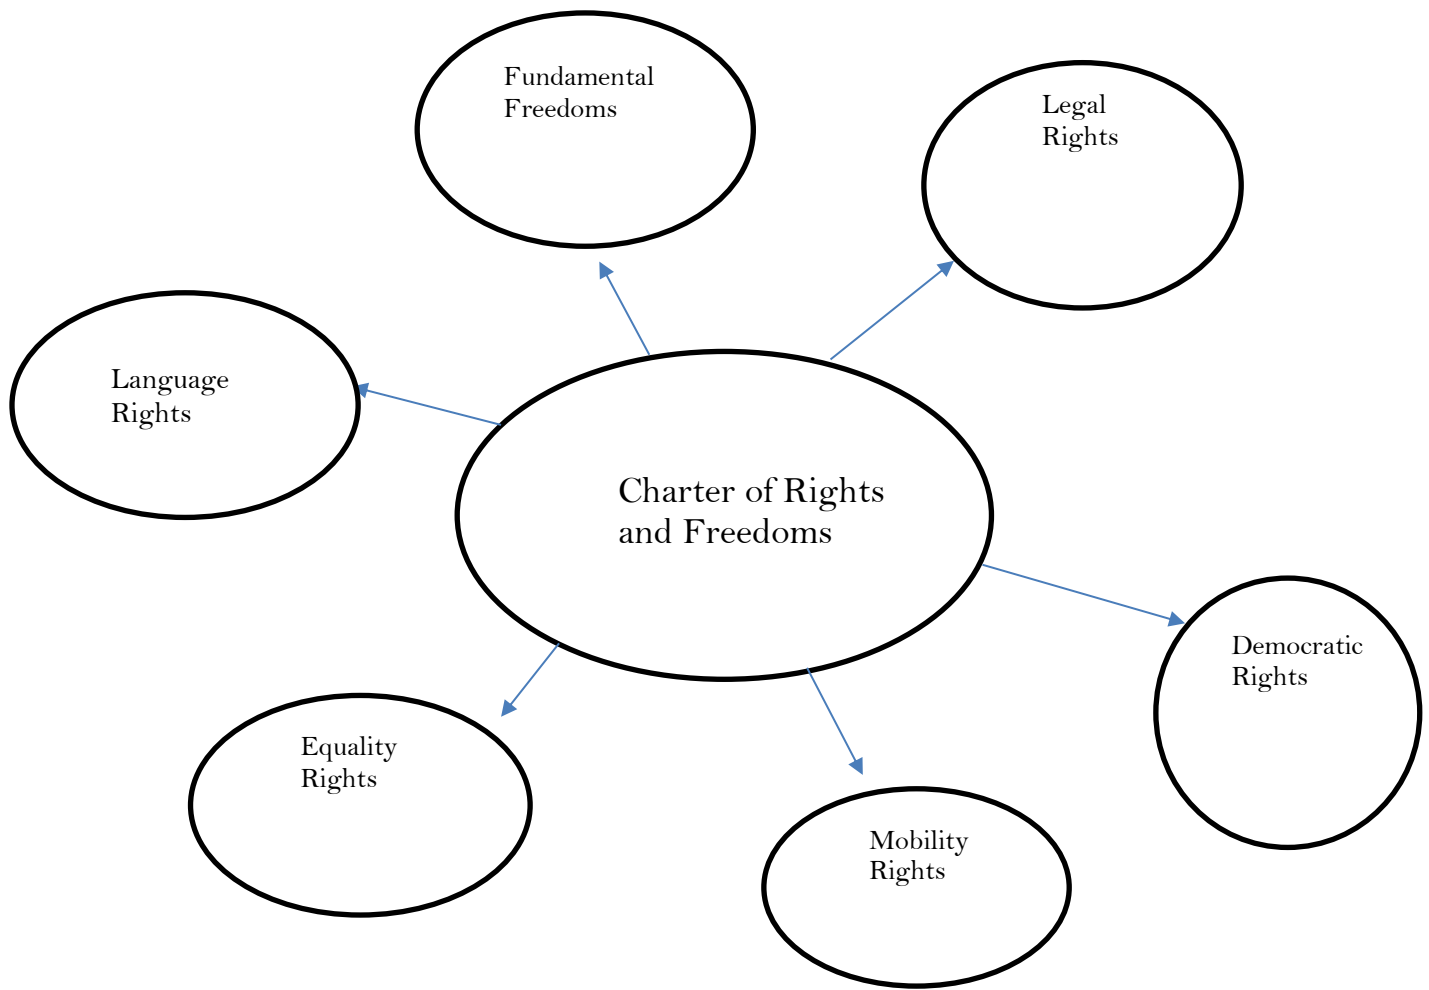 Fundamental
Freedoms
Legal
Rights
Language
Rights
Charter of Rights
and Freedoms
Democratic
Rights
Equality
Rights
Mobility
Rights